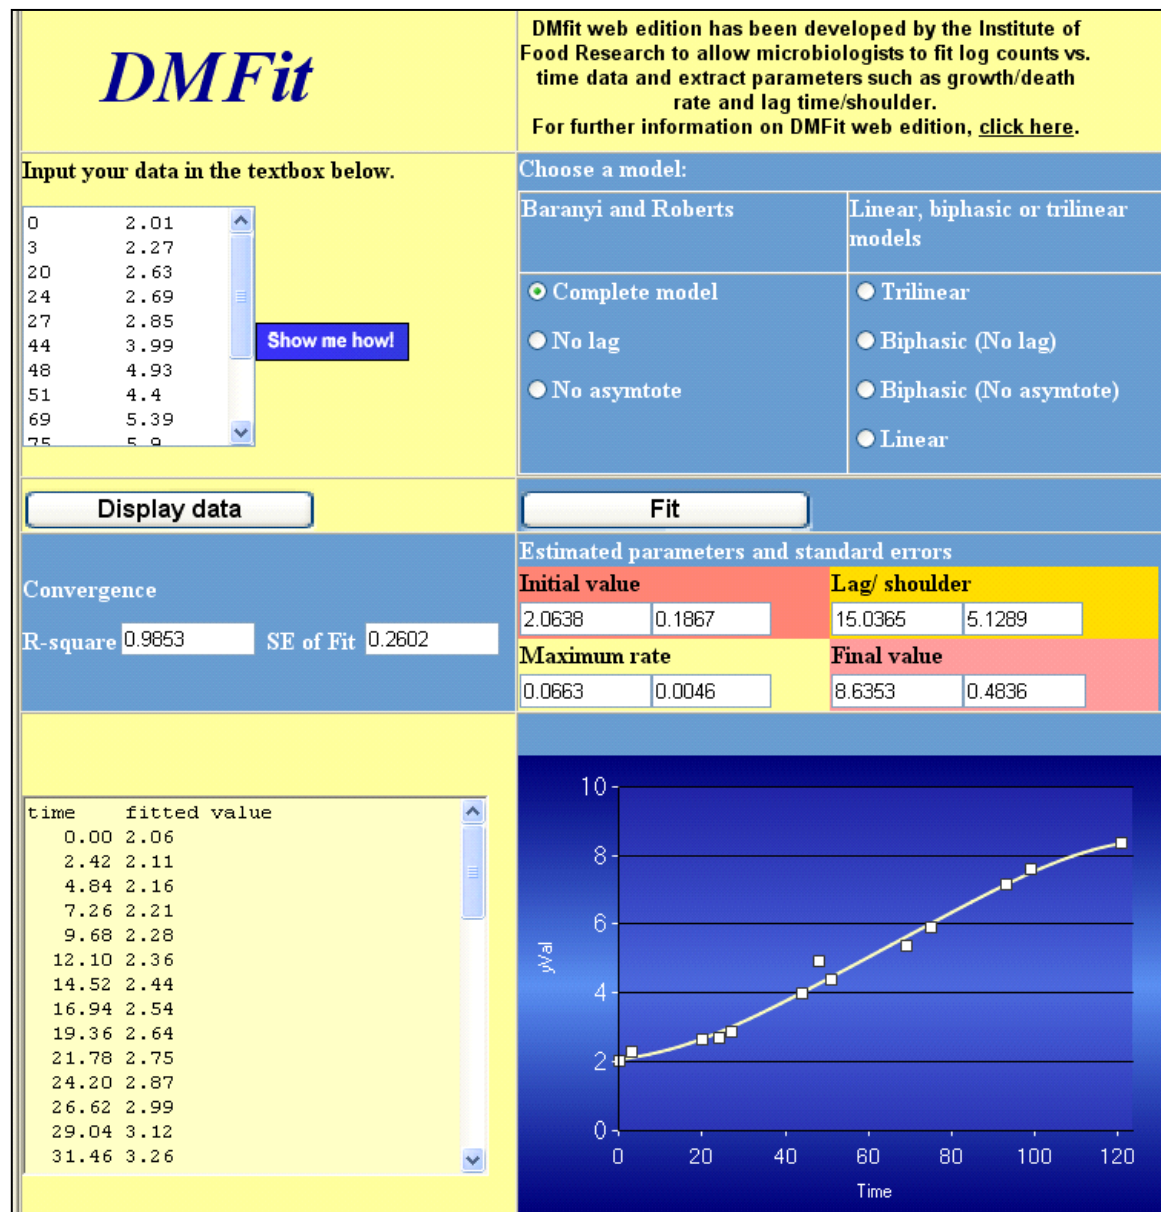 DMFit
DMfit web edition has been developed by the Institute of
Food Research to allow microbiologists to fit log counts vs.
time data and extract parameters such as growth/death
rate and lag time/shoulder.
For further information on DMFit web edition, click here.
Input your data in the textbox below.
0 2.01
3 2.27
20 2.63
24 2.69
27 2.85
44 3.99
48 4.93
51 4.4
69 5.39
75 5.9
Show me how!
Choose a model:
Baranyi and Roberts
Linear, biphasic or trilinear
models
Complete model
No lag
No asymtote
Trilinear
Biphasic (No lag)
Biphasic (No asymtote)
Linear
Display data
Fit
Convergence
R-square 0.9853 SE of Fit 0.2602
Estimated parameters and standard errors
Initial value
2.0638 0.1867
Lag/ shoulder
15.0365 5.1289
Maximum rate
0.0663 0.0046
Final value
8.6353 0.4836
time fitted value
0.00 2.06
2.42 2.11
4.84 2.16
7.26 2.21
9.68 2.28
12.10 2.36
14.52 2.44
16.94 2.54
19.36 2.64
21.78 2.75
24.20 2.87
26.62 2.99
29.04 3.12
31.46 3.26
10
8
6
4
2
0
yVal
0 20 40 60 80 100 120
Time